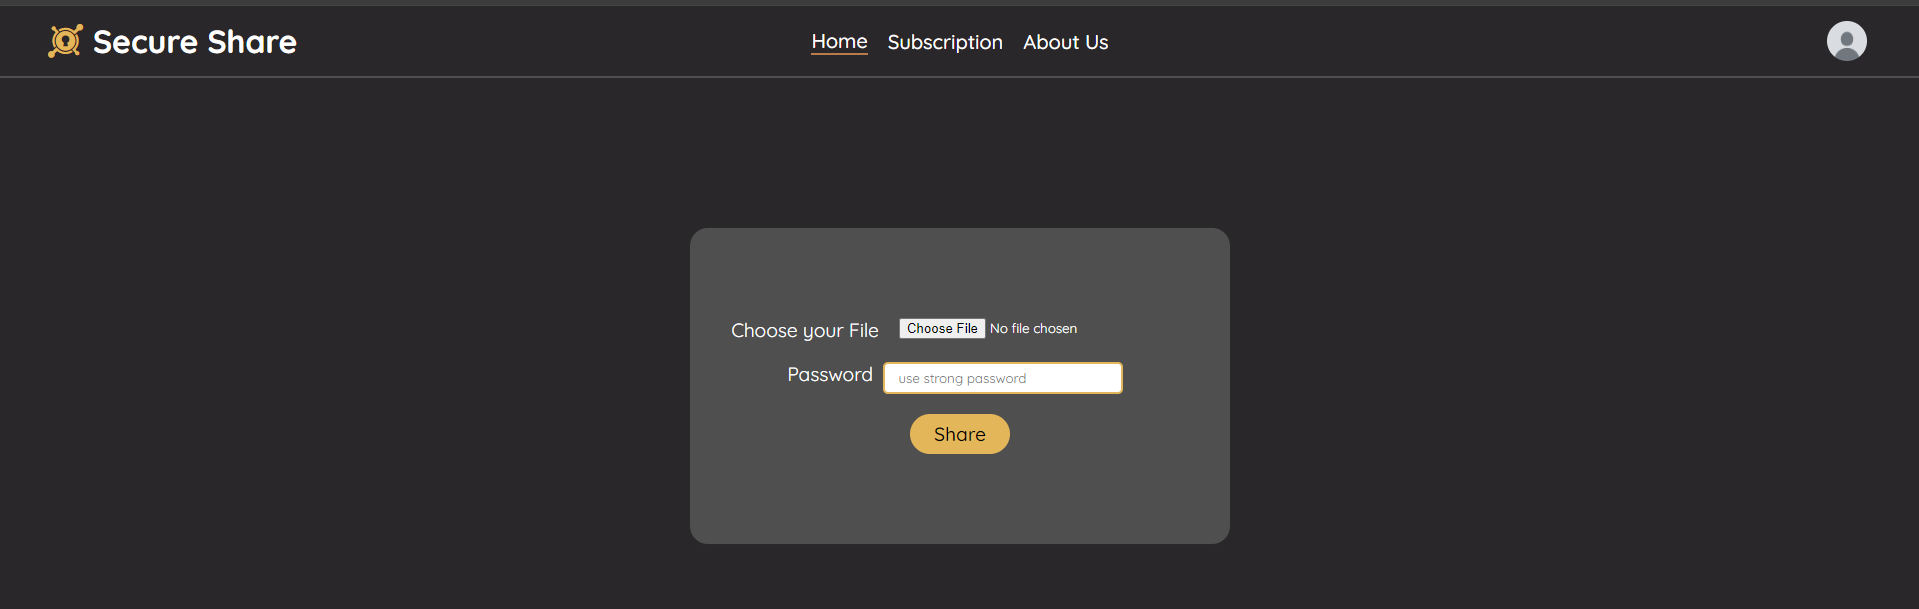 Secure Share
Home Subscription About Us
Choose your File Choose File No file chosen
Password use strong password
Share